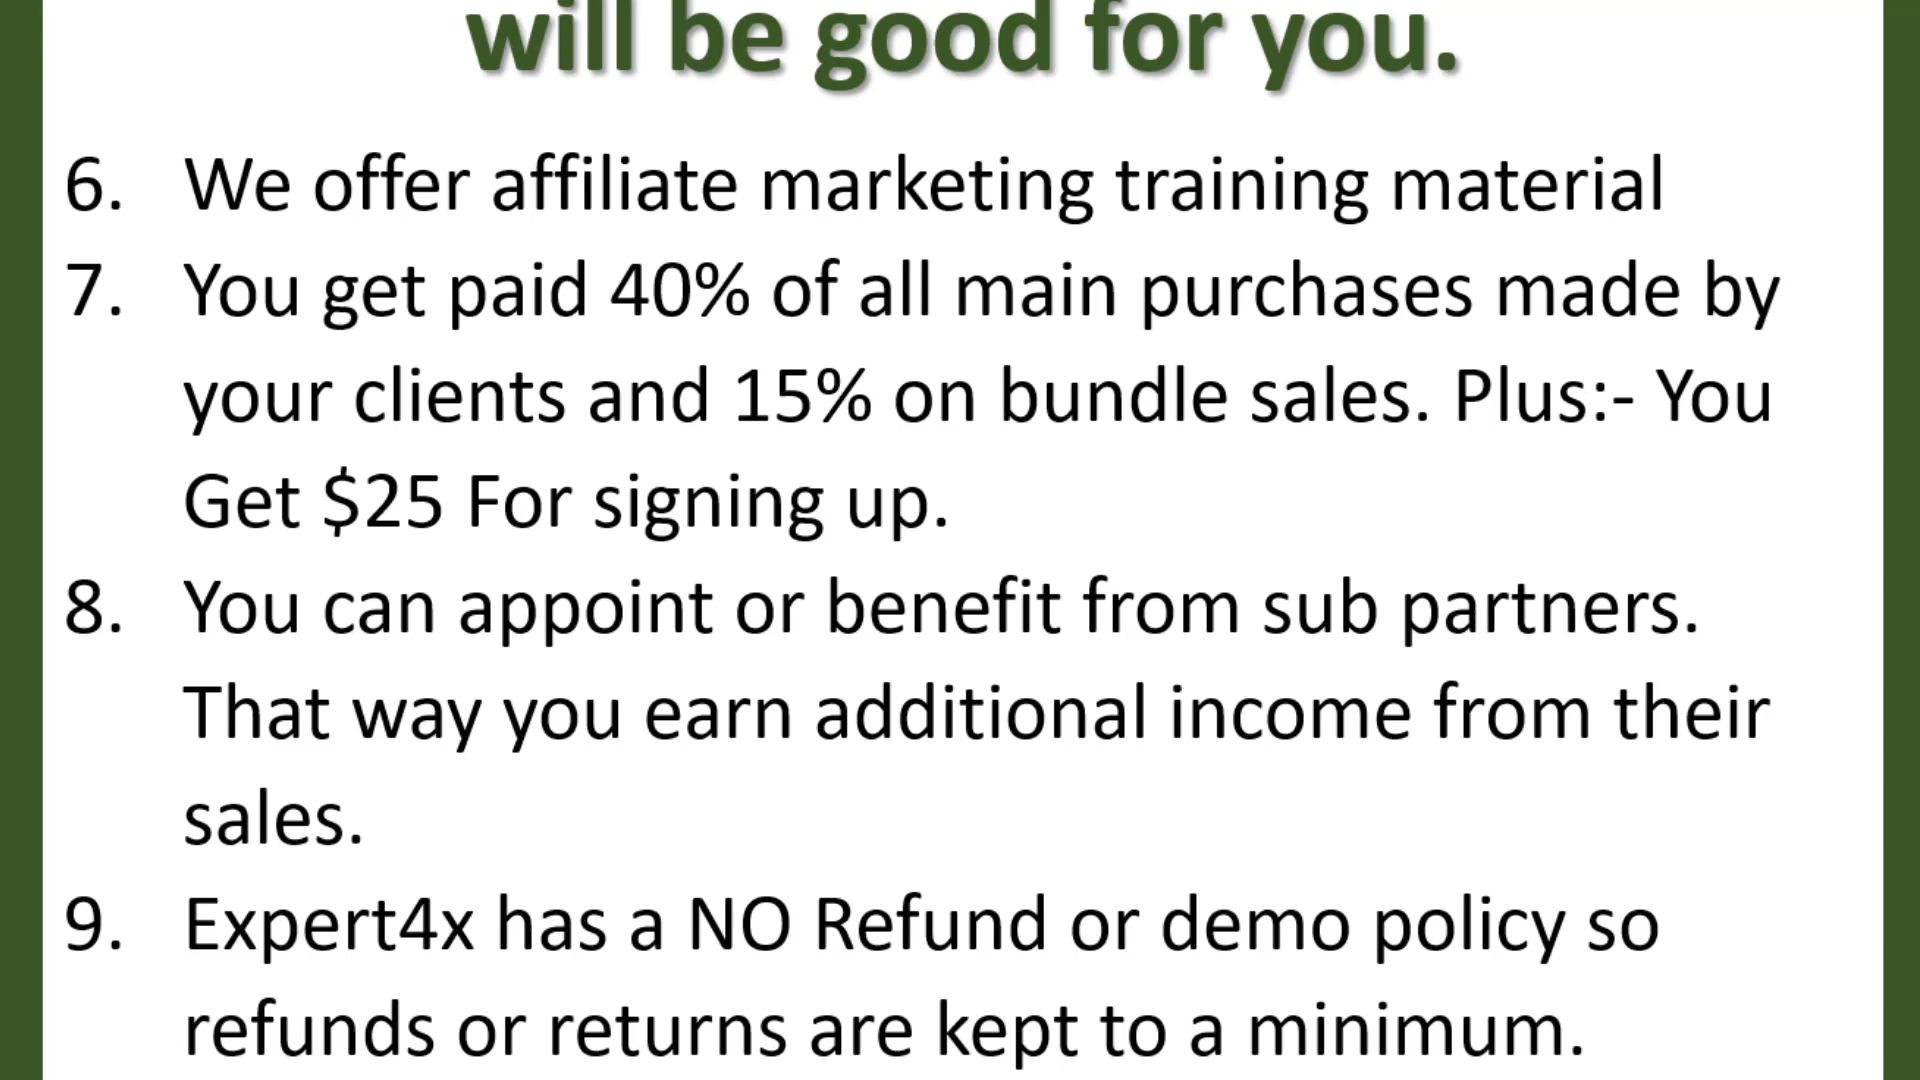 will be good for you.
6. We offer affiliate marketing training material
7. You get paid 40% of all main purchases made by
your clients and 15% on bundle sales. Plus:- You
Get $25 For signing up.
8. You can appoint or benefit from sub partners.
That way you earn additional income from their
sales.
9. Expert4x has a NO Refund or demo policy so
refunds or returns are kept to a minimum.